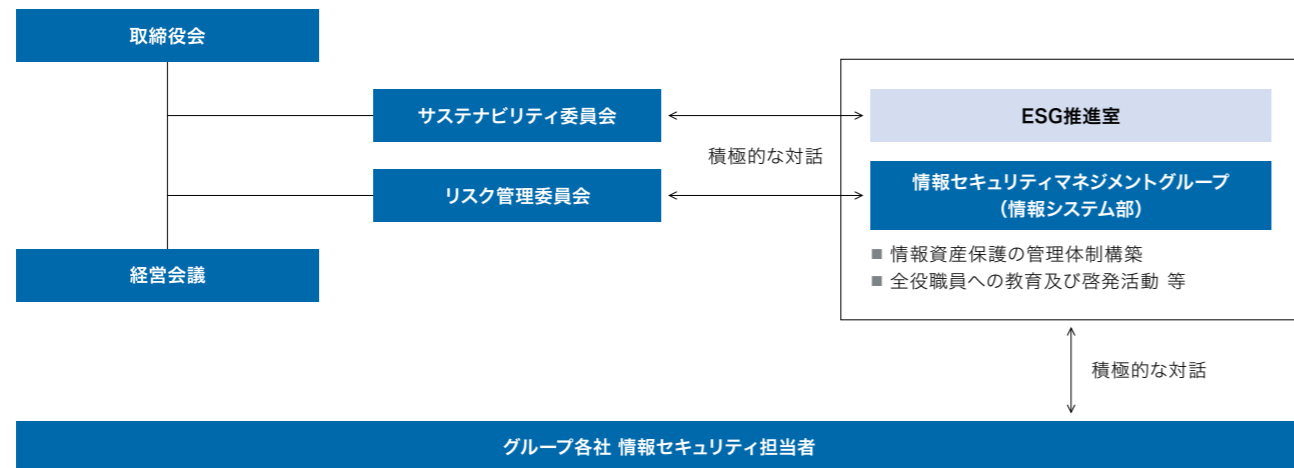 取締役会
サステナビリティ委員会
ESG推進室
積極的な対話
リスク管理委員会
情報セキュリティマネジメントグループ
（情報システム部）
■ 情報資産保護の管理体制構築
■ 全役職員への教育及び啓発活動 等
経営会議
積極的な対話
グループ各社 情報セキュリティ担当者